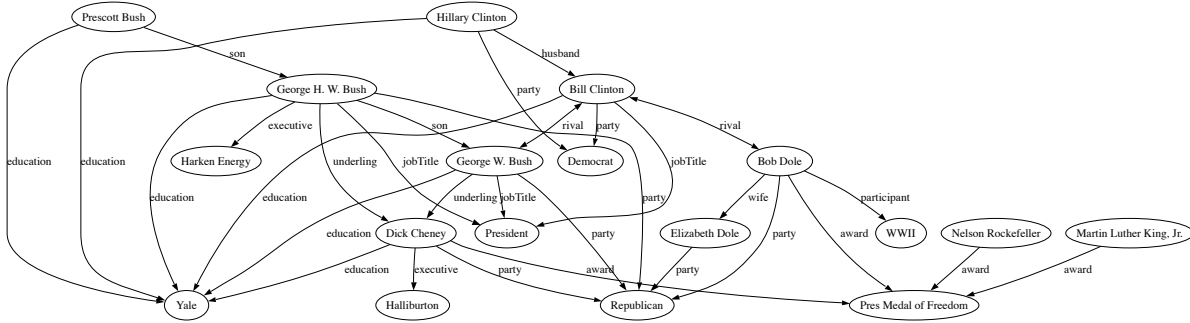 Prescott Bush
Hillary Clinton
son
husband
George H. W. Bush
party
Bill Clinton
executive
son
rival
party
rival
education
education
Harken Energy
underling
jobTitle
George W. Bush
Democrat
jobTitle
Bob Dole
education
education
underling
jobTitle
party
wife
participant
education
Dick Cheney
President
party
Elizabeth Dole
party
award
WWII
Nelson Rockefeller
Martin Luther King, Jr.
education
executive
party
award
party
award
award
Yale
Halliburton
Republican
Pres Medal of Freedom